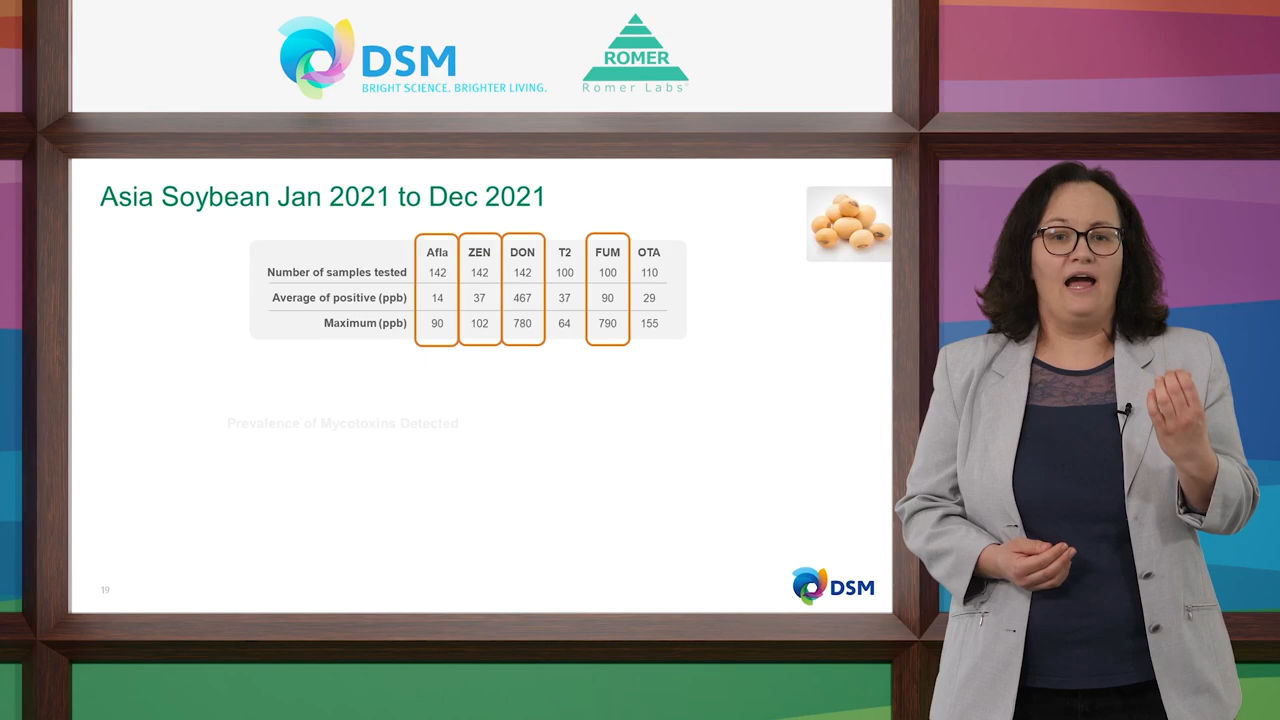 DSM
BRIGHT SCIENCE. BRIGHTER LIVING.
ROMER
Romer Labs®
Asia Soybean Jan 2021 to Dec 2021
Afla ZEN DON T2 FUM OTA
Number of samples tested 142 142 142 100 100 110
Average of positive (ppb) 14 37 467 37 90 29
Maximum (ppb) 90 102 780 64 790 155
Prevalence of Mycotoxins Detected
19
DSM